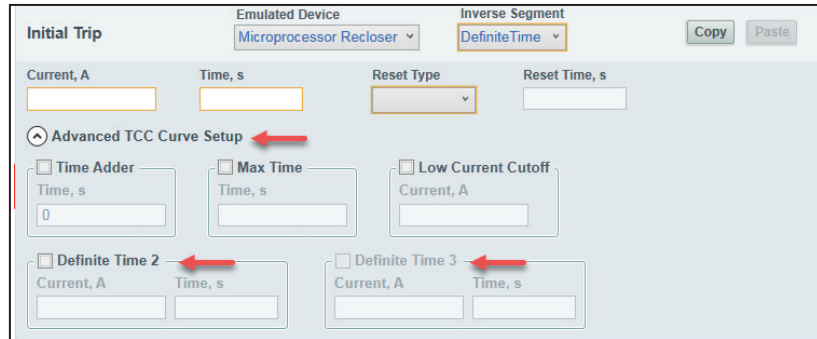 Emulated Device Inverse Segment
Initial Trip Microprocessor Recloser DefiniteTime Copy Paste
Current, A Time, s Reset Type Reset Time, s
Advanced TCC Curve Setup
Time Adder Max Time Low Current Cutoff
Time, s Time, s Current, A
0
Definite Time 2 Definite Time 3
Current, A Time, s Current, A Time, s